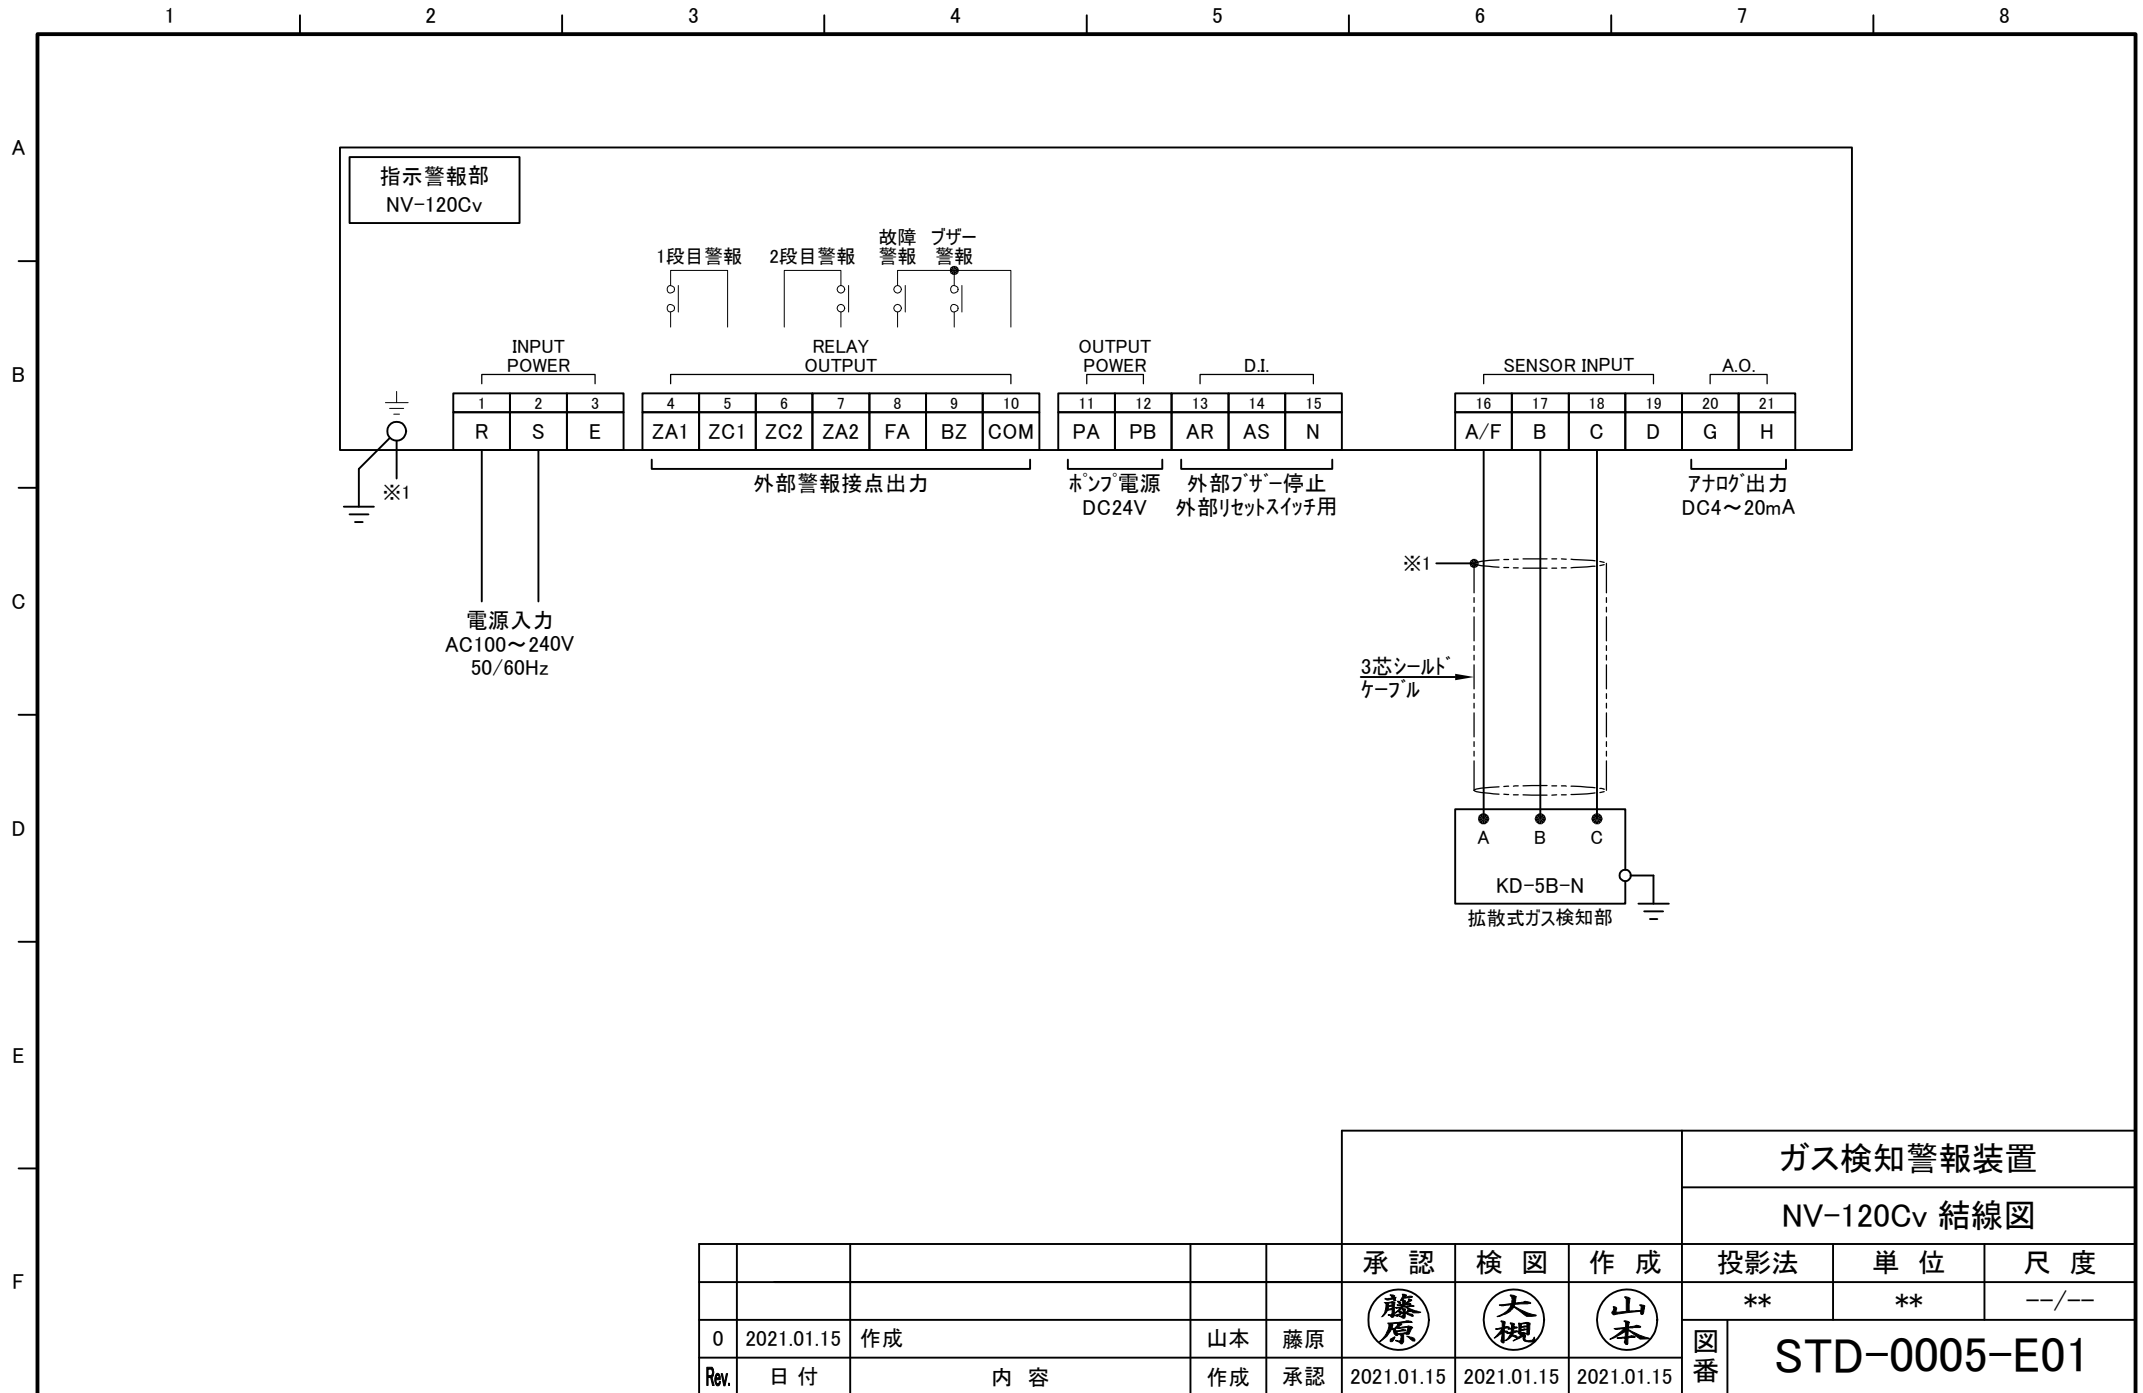 1 2 3 4 5 6 7 8
A
指示警報部
NV-120Cv
故障 ブザー
1段目警報 2段目警報 警報 警報
INPUT RELAY OUTPUT
B POWER OUTPUT POWER D.I. SENSOR INPUT A.O.
1 2 3 4 5 6 7 8 9 10 11 12 13 14 15 16 17 18 19 20 21
R S E ZA1 ZC1 ZC2 ZA2 FA BZ COM PA PB AR AS N A/F B C D G H
※1 外部警報接点出力 ポンプ電源 外部ブザー停止 アナログ出力
DC24V 外部リセットスイッチ用 DC4～20mA
※1
C
電源入力
AC100～240V
50/60Hz
3芯シールド
ケーブル
D A B C
KD-5B-N
拡散式ガス検知部
E
ガス検知警報装置
NV-120Cv 結線図
F 承 認 検 図 作 成 投影法 単 位 尺 度
藤原 大槻 山本 ** ** --/--
0 2021.01.15 作成 山本 藤原 図番 STD-0005-E01
Rev. 日 付 内 容 作成 承認 2021.01.15 2021.01.15 2021.01.15